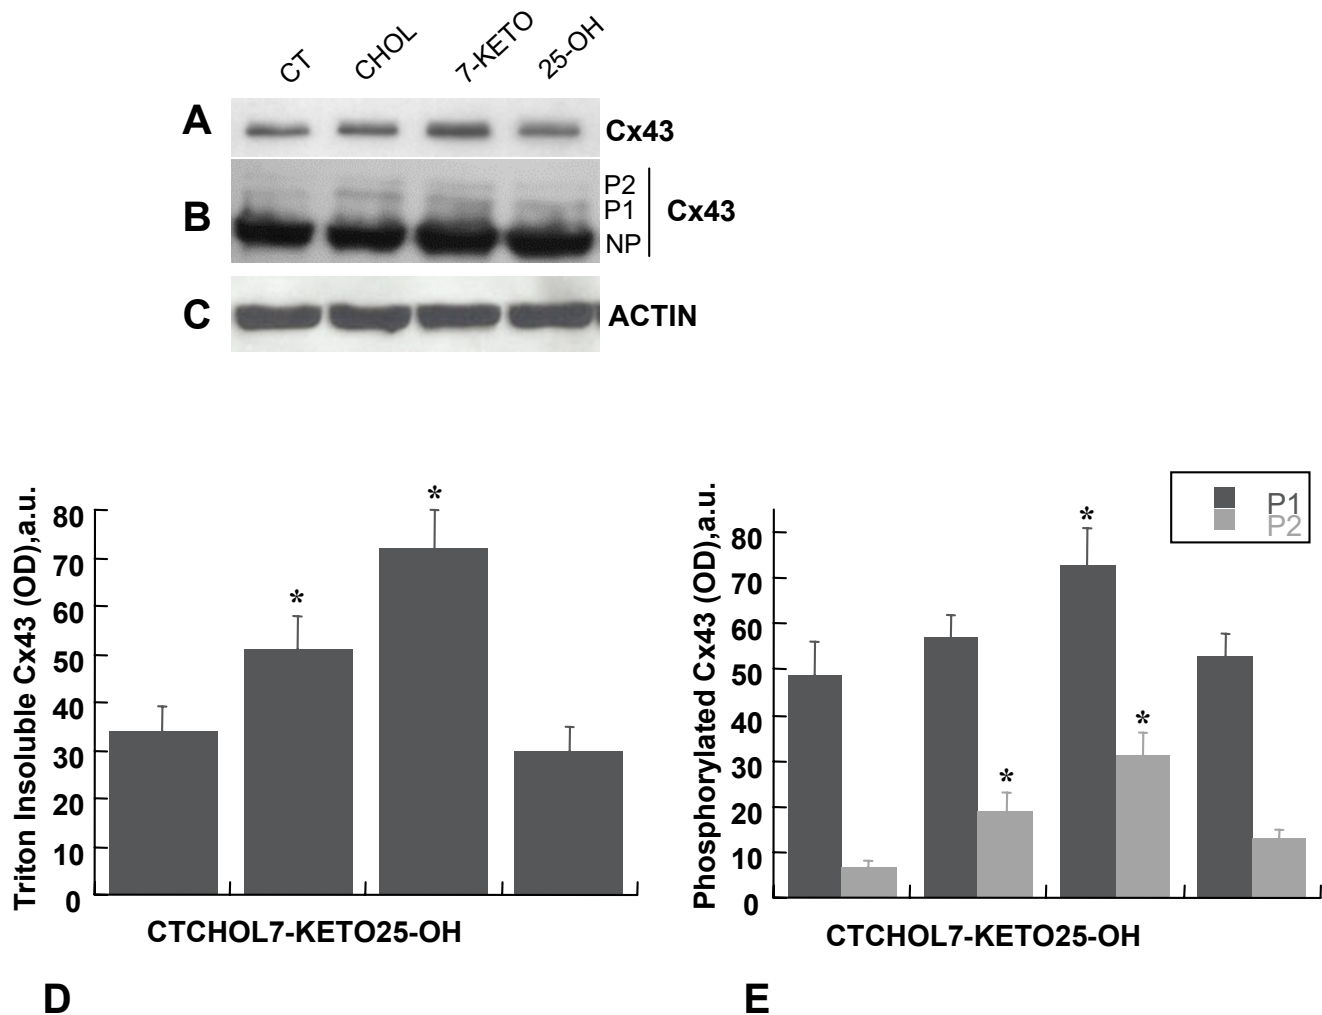 CT CHOL 7-KETO 25-OH
A Cx43
P2
B P1 Cx43
NP
C ACTIN
Triton Insoluble Cx43 (OD),a.u.
80
70
60
50
40
30
20
10
0
* *
CTCHOL7-KETO25-OH
D
Phosphorylated Cx43 (OD),a.u.
80
70
60
50
40
30
20
10
0
* * *
P1
P2
CTCHOL7-KETO25-OH
E